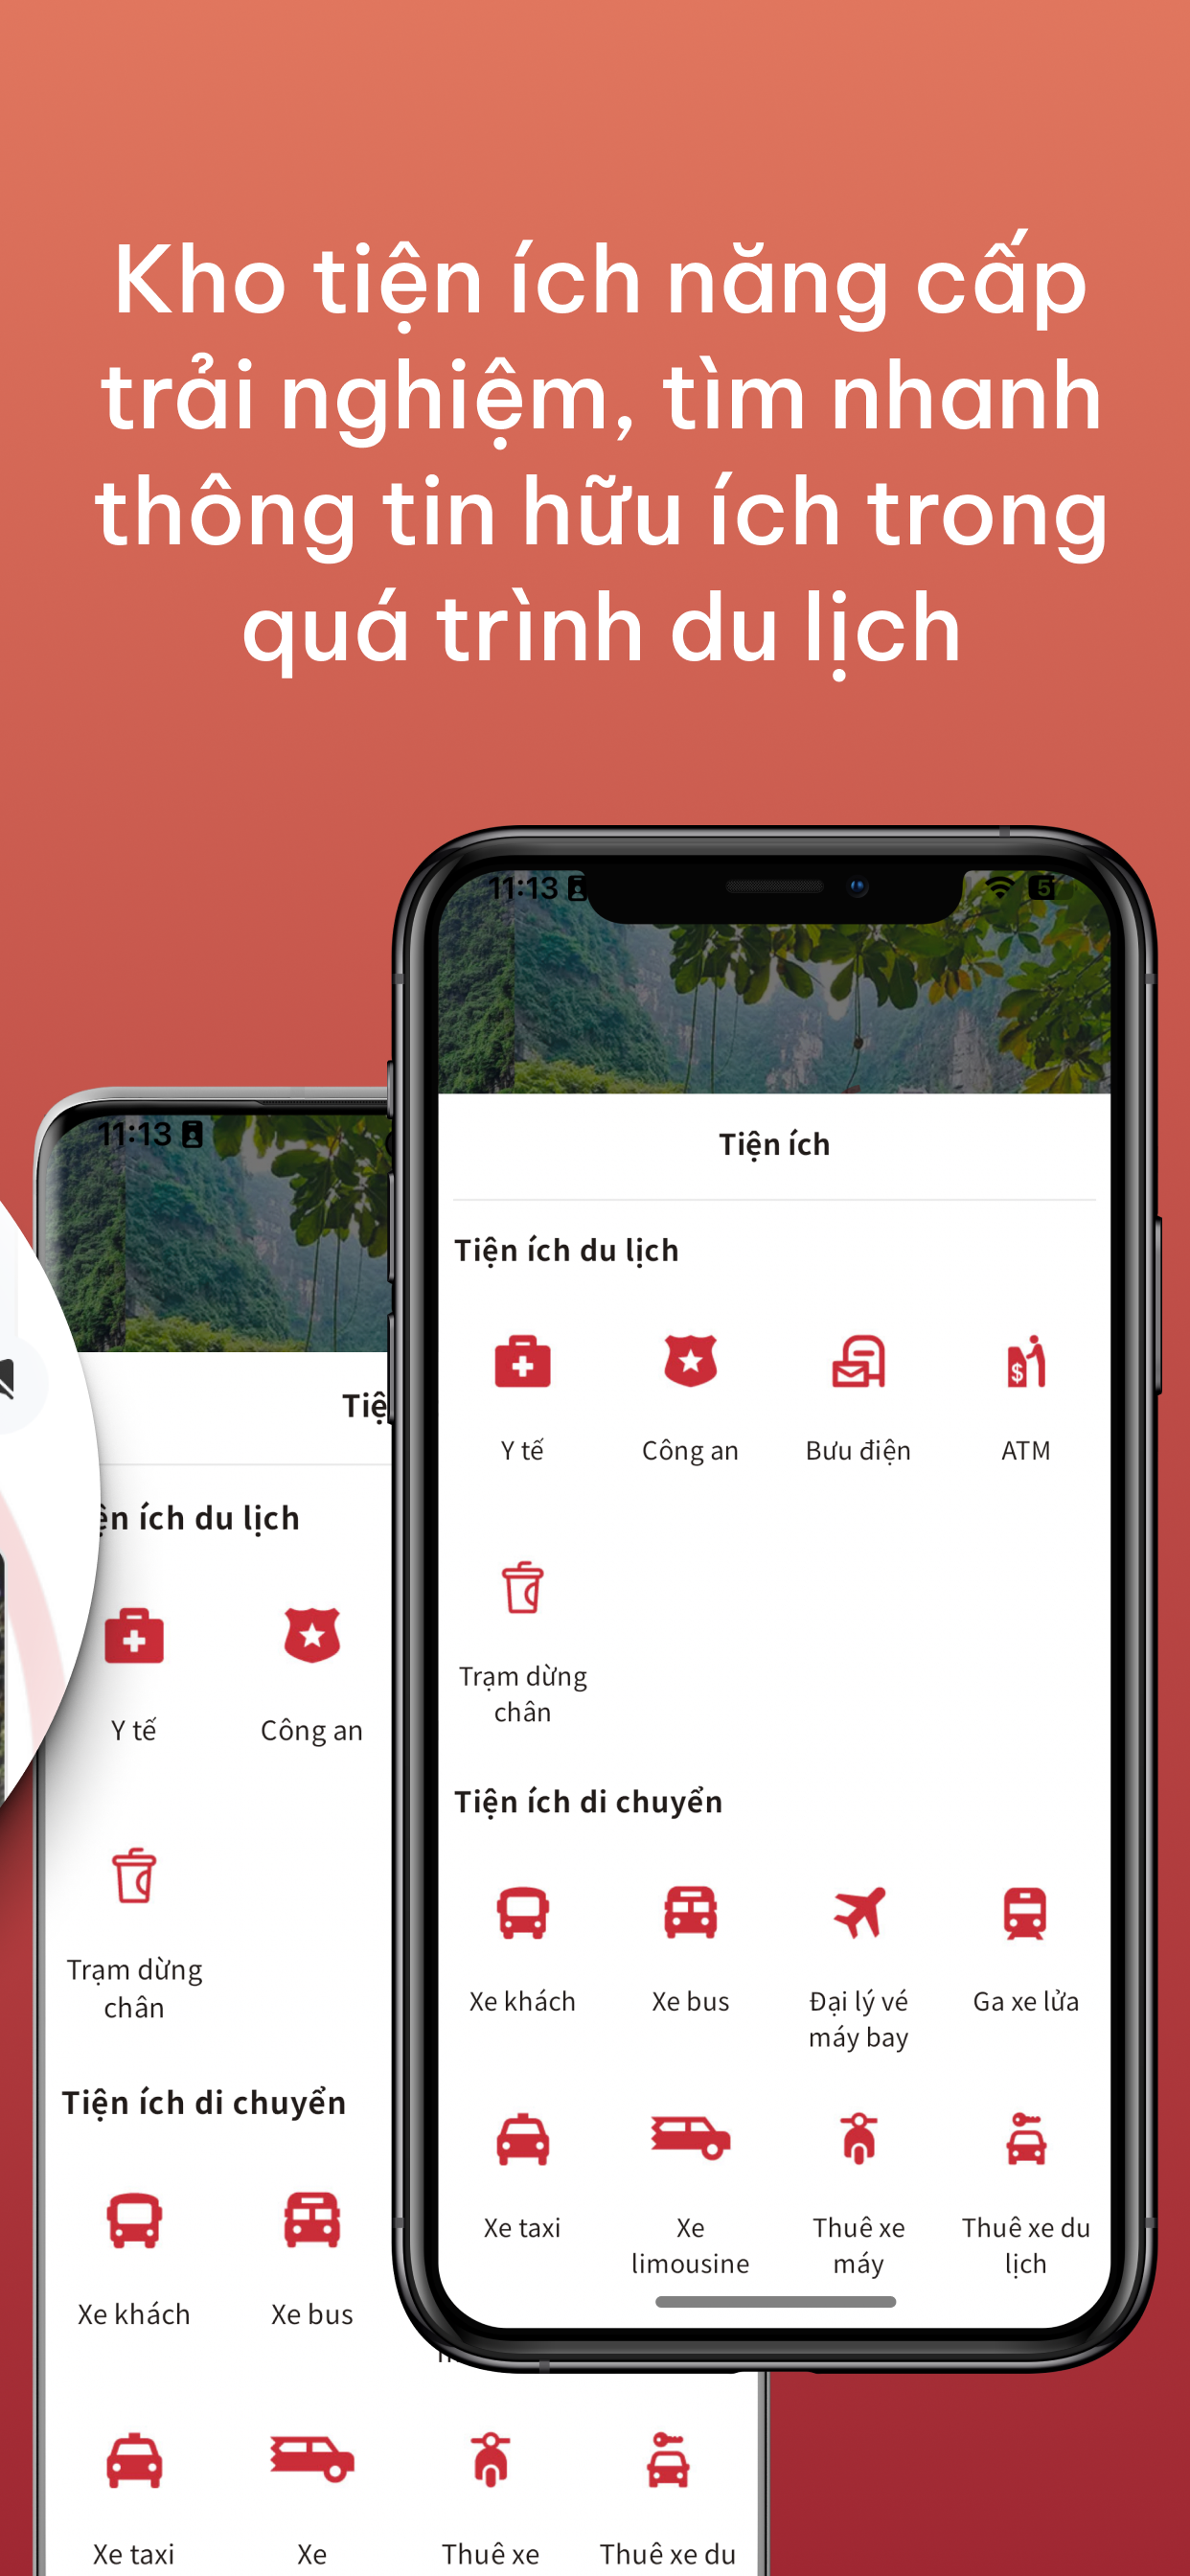 Kho tiện ích năng cấp
trải nghiệm, tìm nhanh
thông tin hữu ích trong
quá trình du lịch
11:13
5
Tiện ích
Tiện ích du lịch
Y tế
Công an
Bưu điện
ATM
Trạm dừng
chân
Tiện ích di chuyển
Xe khách
Xe bus
Đại lý vé
máy bay
Ga xe lửa
Xe taxi
Xe
limousine
Thuê xe
máy
Thuê xe du
lịch
11:13
Tiệ
ện ích du lịch
Y tế
Công an
Trạm dừng
chân
Tiện ích di chuyển
Xe khách
Xe bus
Xe taxi
Xe
Thuê xe
Thuê xe du